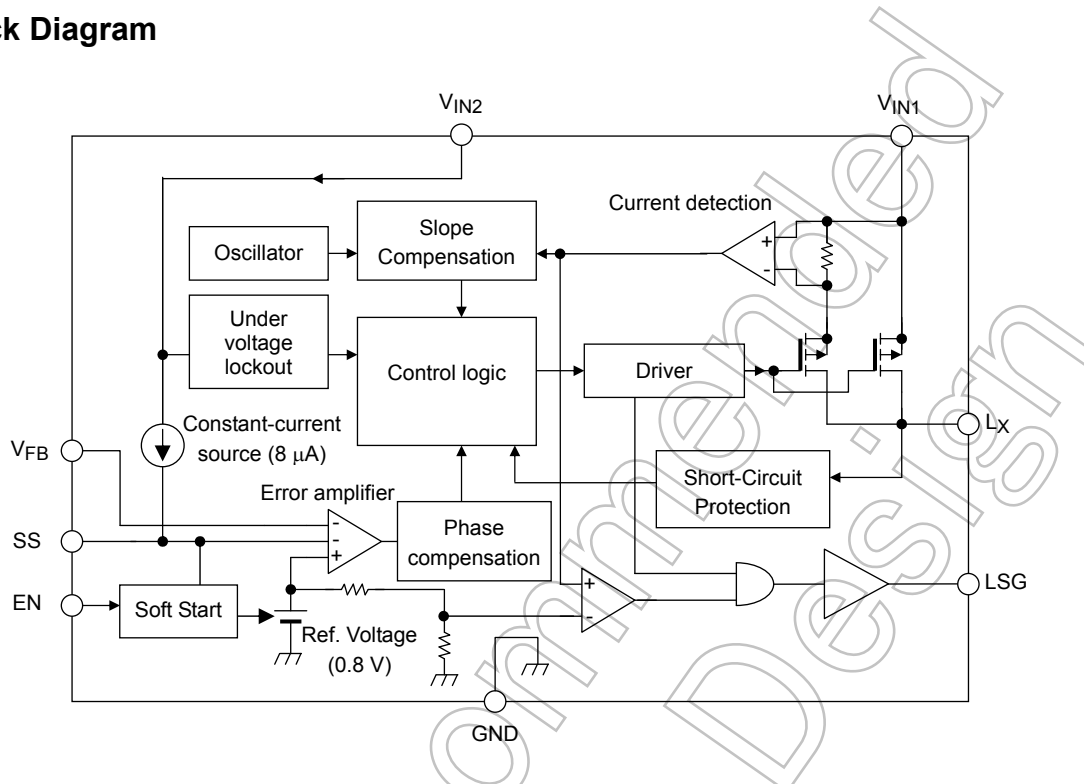 ck Diagram
VIN2
VIN1
Current detection
Slope
Compensation
Oscillator
+
-
Under
voltage
lockout
Control logic
Driver
Constant-current
source (8 μA)
LX
VFB
Short-Circuit
Protection
Error amplifier
Phase
compensation
SS
-
-
+
EN
Soft Start
+
-
LSG
Ref. Voltage
(0.8 V)
GND
ommended
Design